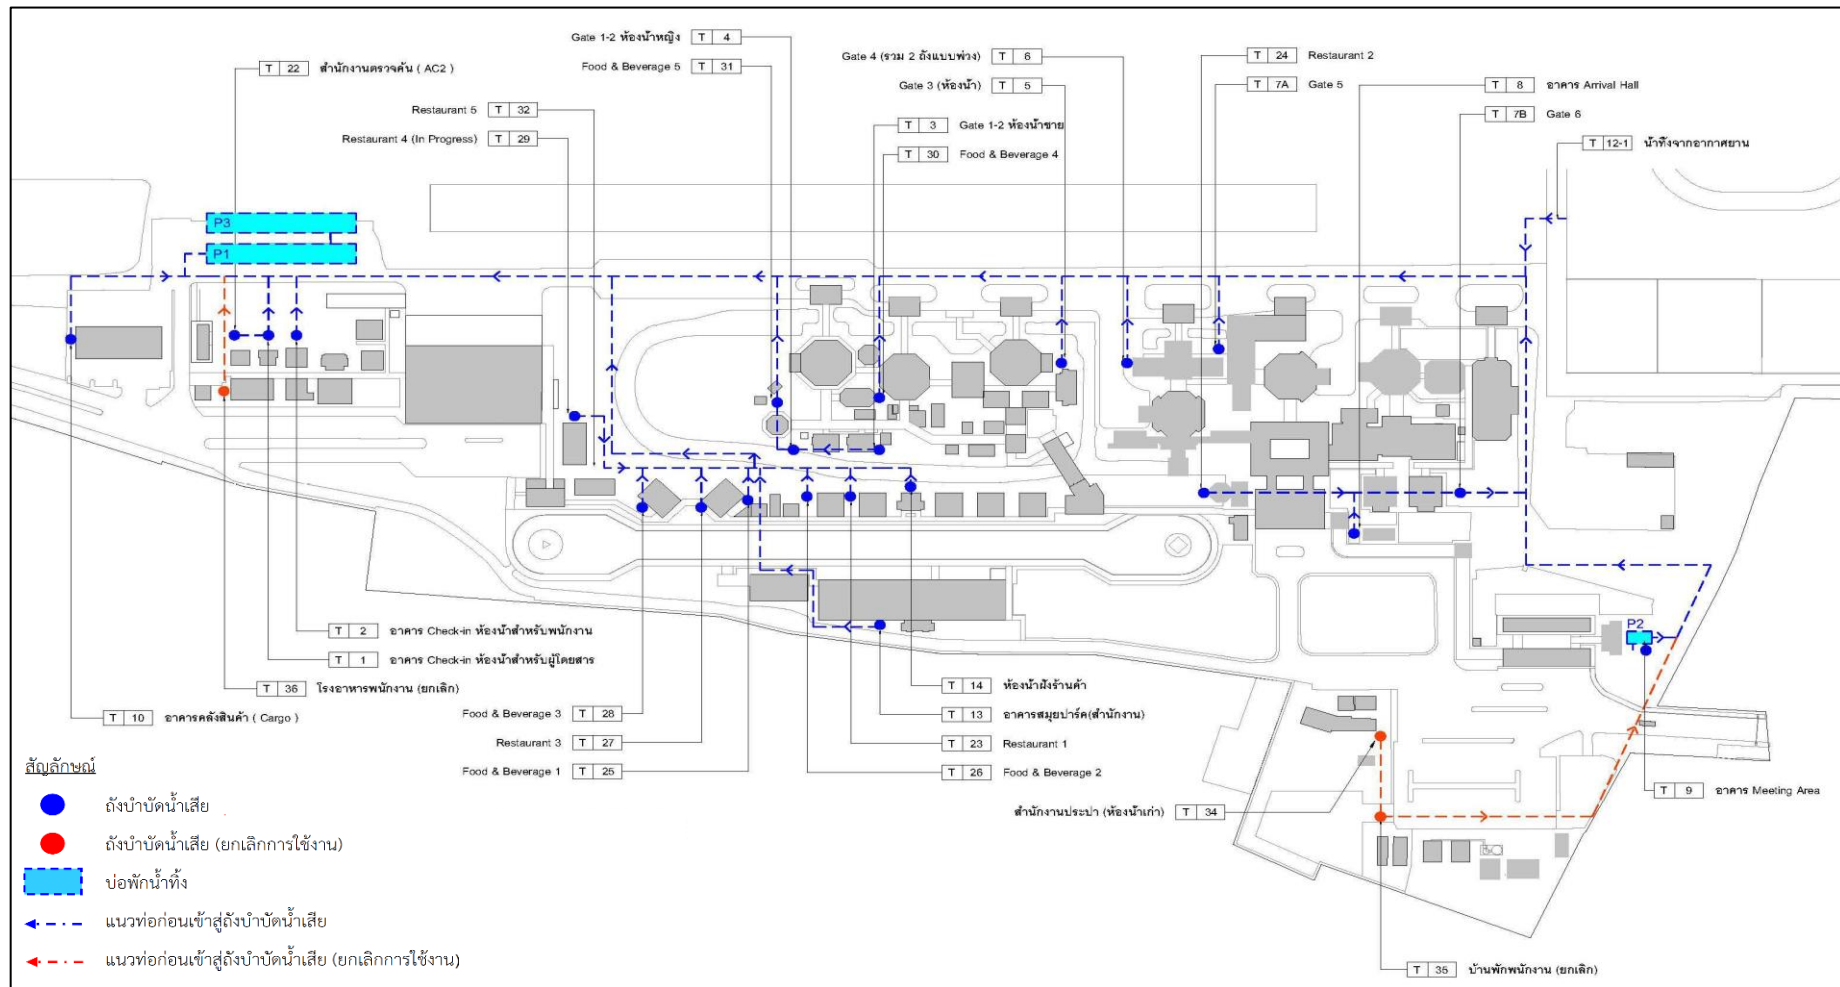 Gate 1-2 ห้องน้ำหญิง T 4
Food & Beverage 5 T 31
T 22 สำนักงานตรวจค้น ( AC2 )
Restaurant 5 T 32
Restaurant 4 (In Progress) T 29
Gate 4 (รวม 2 ถังแบบพ่วง) T 6
Gate 3 (ห้องน้ำ) T 5
T 3 Gate 1-2 ห้องน้ำชาย
T 30 Food & Beverage 4
T 24 Restaurant 2
T 7A Gate 5
T 8 อาคาร Arrival Hall
T 7B Gate 6
T 12-1 น้ำทิ้งจากอากาศยาน
P3
P1
P2
T 2 อาคาร Check-in ห้องน้ำสำหรับพนักงาน
T 1 อาคาร Check-in ห้องน้ำสำหรับผู้โดยสาร
T 36 โรงอาหารพนักงาน (ยกเลิก)
T 10 อาคารคลังสินค้า ( Cargo )
Food & Beverage 3 T 28
Restaurant 3 T 27
Food & Beverage 1 T 25
T 14 ห้องน้ำฝั่งร้านค้า
T 13 อาคารสมุยปาร์ค(สำนักงาน)
T 23 Restaurant 1
T 26 Food & Beverage 2
สำนักงานประปา (ห้องน้ำเก่า) T 34
T 9 อาคาร Meeting Area
T 35 บ้านพักพนักงาน (ยกเลิก)
สัญลักษณ์
ถังบำบัดน้ำเสีย
ถังบำบัดน้ำเสีย (ยกเลิกการใช้งาน)
บ่อพักน้ำทิ้ง
แนวท่อก่อนเข้าสู่ถังบำบัดน้ำเสีย
แนวท่อก่อนเข้าสู่ถังบำบัดน้ำเสีย (ยกเลิกการใช้งาน)